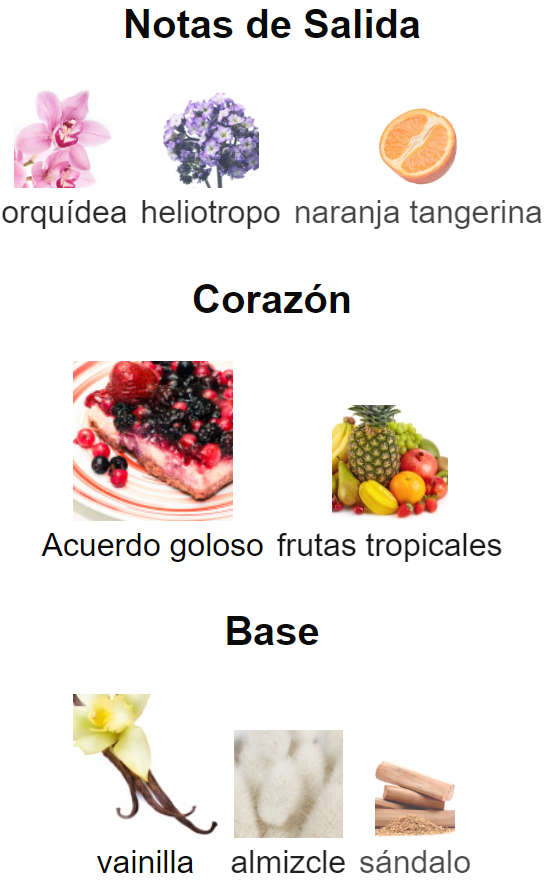 Notas de Salida
orquídea heliotropo naranja tangerina
Corazón
Acuerdo goloso frutas tropicales
Base
vainilla almizcle sándalo